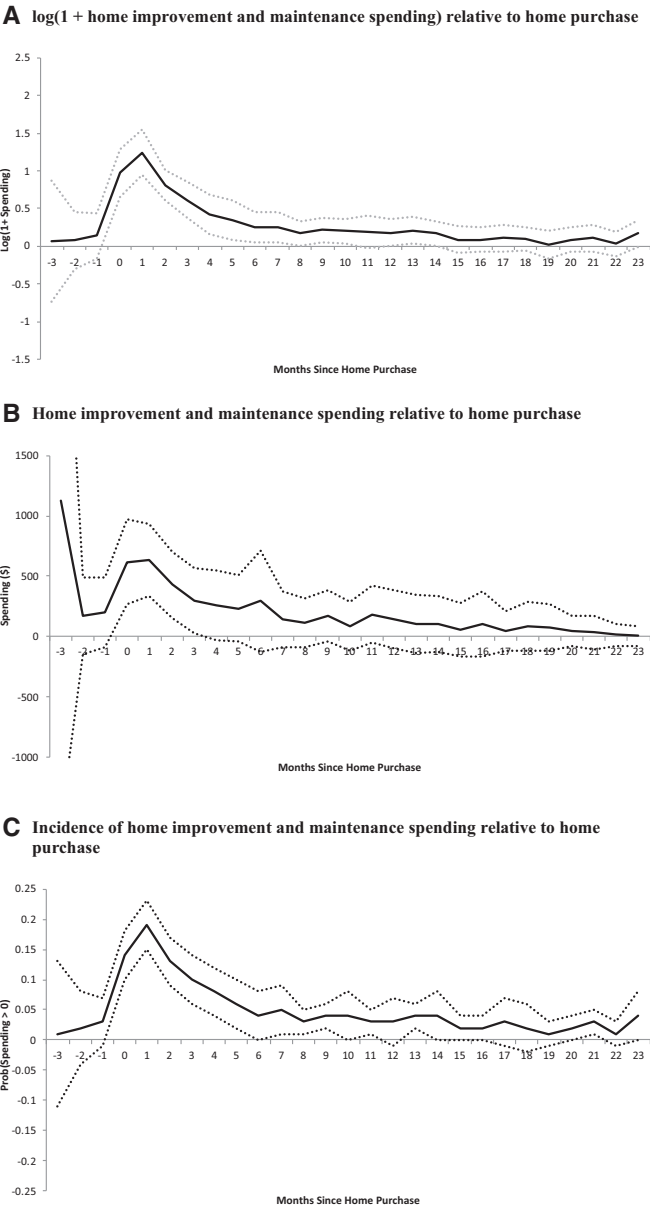 A log(1 + home improvement and maintenance spending) relative to home purchase
2.5
2
1.5
1
0.5
0
-0.5
-1
-1.5
Log(1+ Spending)
-3 -2 -1 0 1 2 3 4 5 6 7 8 9 10 11 12 13 14 15 16 17 18 19 20 21 22 23
Months Since Home Purchase
B Home improvement and maintenance spending relative to home purchase
1500
1000
500
0
-500
-1000
Spending ($)
-3 -2 -1 0 1 2 3 4 5 6 7 8 9 10 11 12 13 14 15 16 17 18 19 20 21 22 23
Months Since Home Purchase
C Incidence of home improvement and maintenance spending relative to home
purchase
0.25
0.2
0.15
0.1
0.05
0
-0.05
-0.1
-0.15
-0.2
-0.25
Prob(Spending > 0)
-3 -2 -1 0 1 2 3 4 5 6 7 8 9 10 11 12 13 14 15 16 17 18 19 20 21 22 23
Months Since Home Purchase